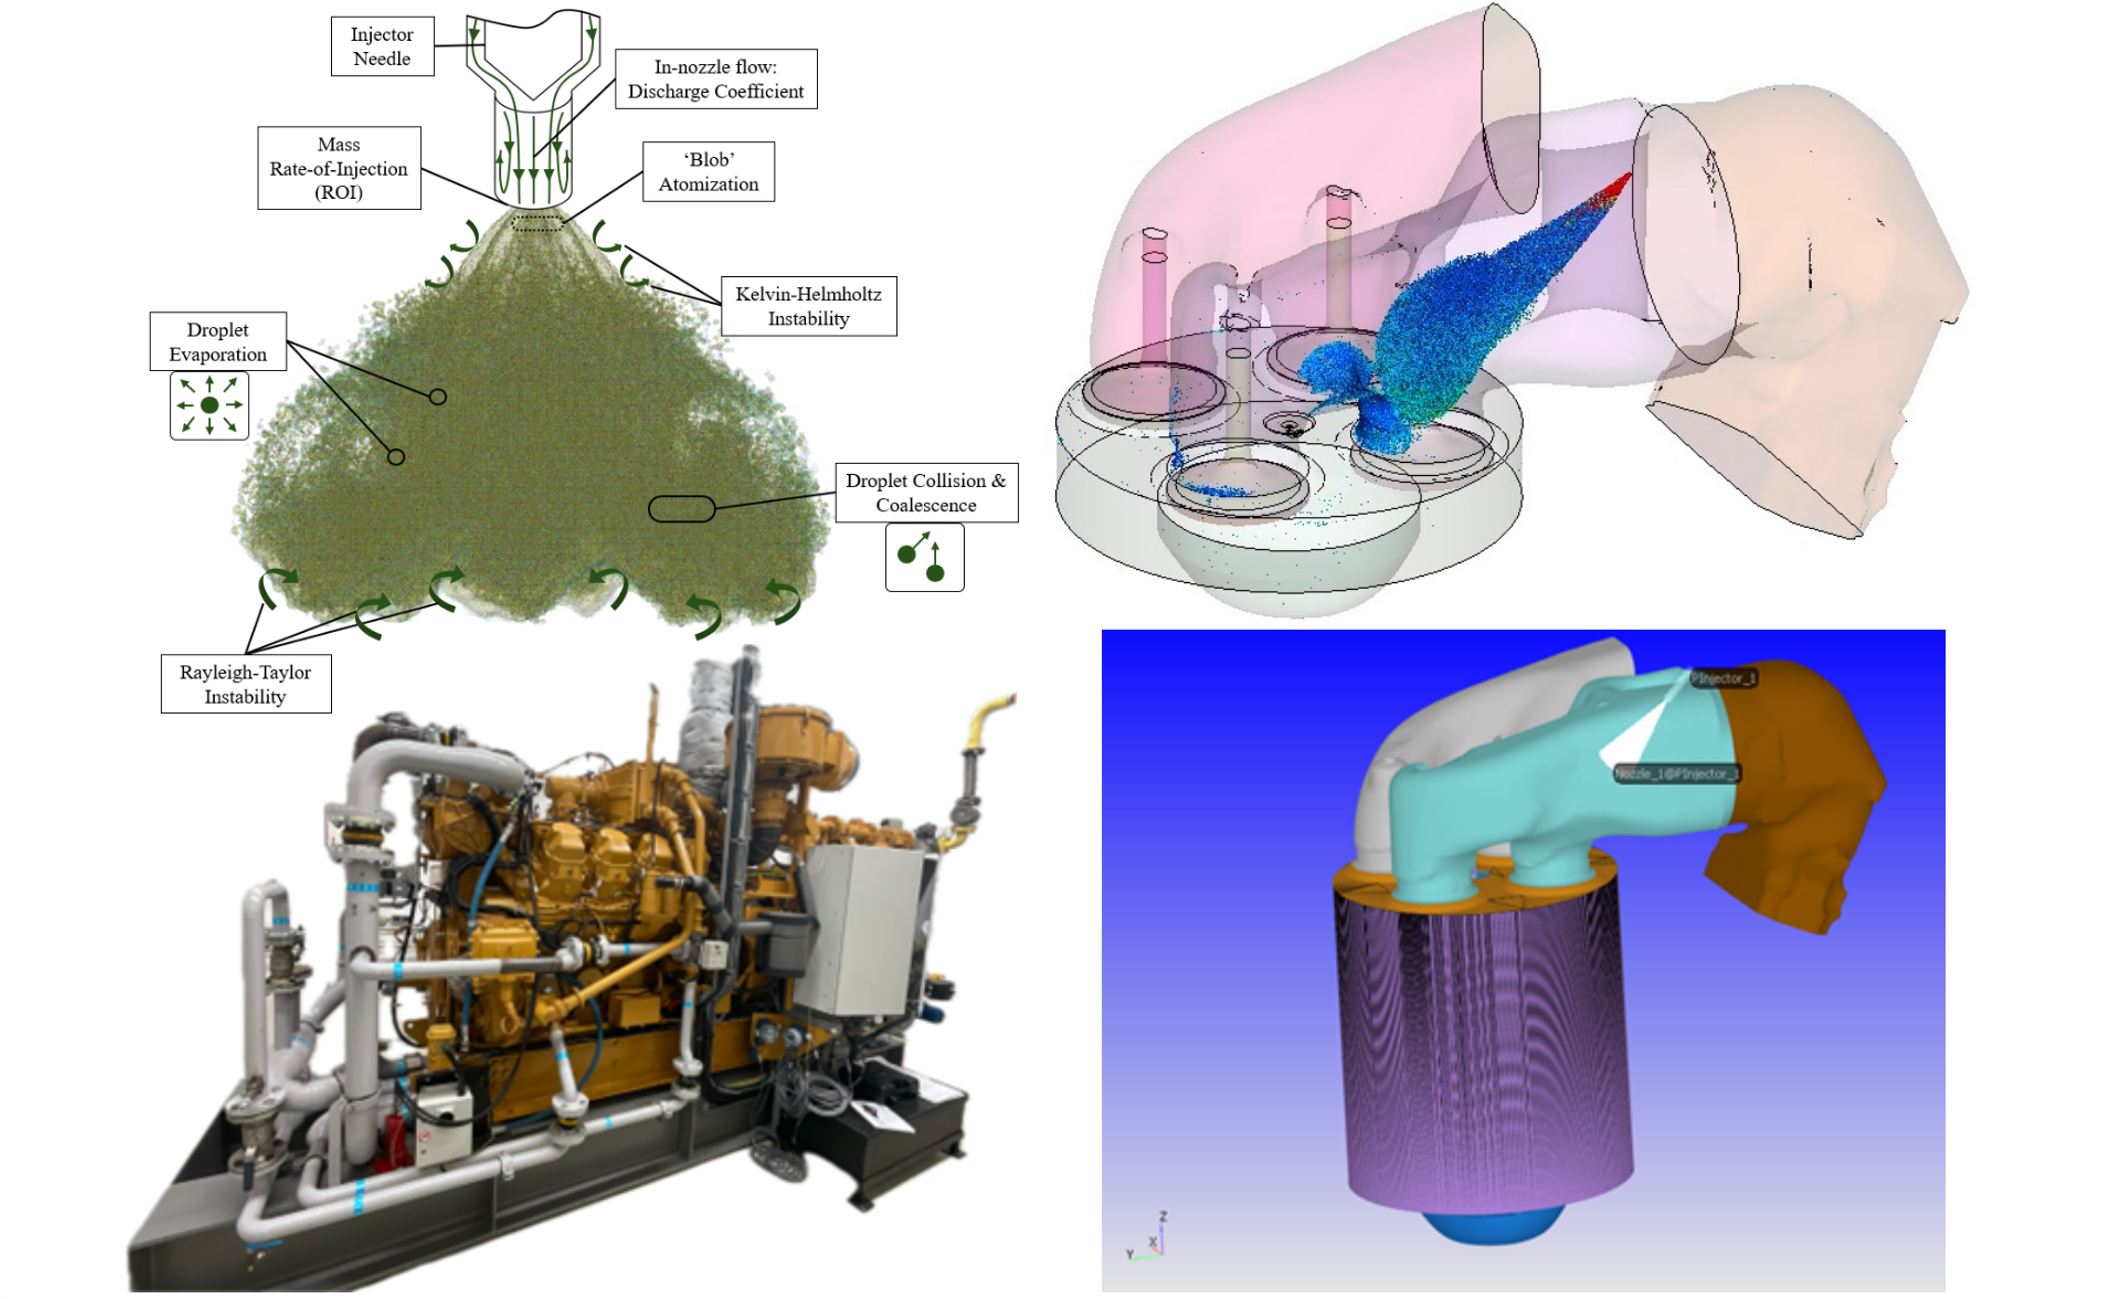 Injector
Needle
In-nozzle flow:
Discharge Coefficient
Mass
Rate-of-Injection
(ROI)
‘Blob’
Atomization
Kelvin-Helmholtz
Instability
Droplet
Evaporation
Droplet Collision &
Coalescence
Rayleigh-Taylor
Instability
PInjector_1
Nozzle_1@PInjector_1
Z
X
Y